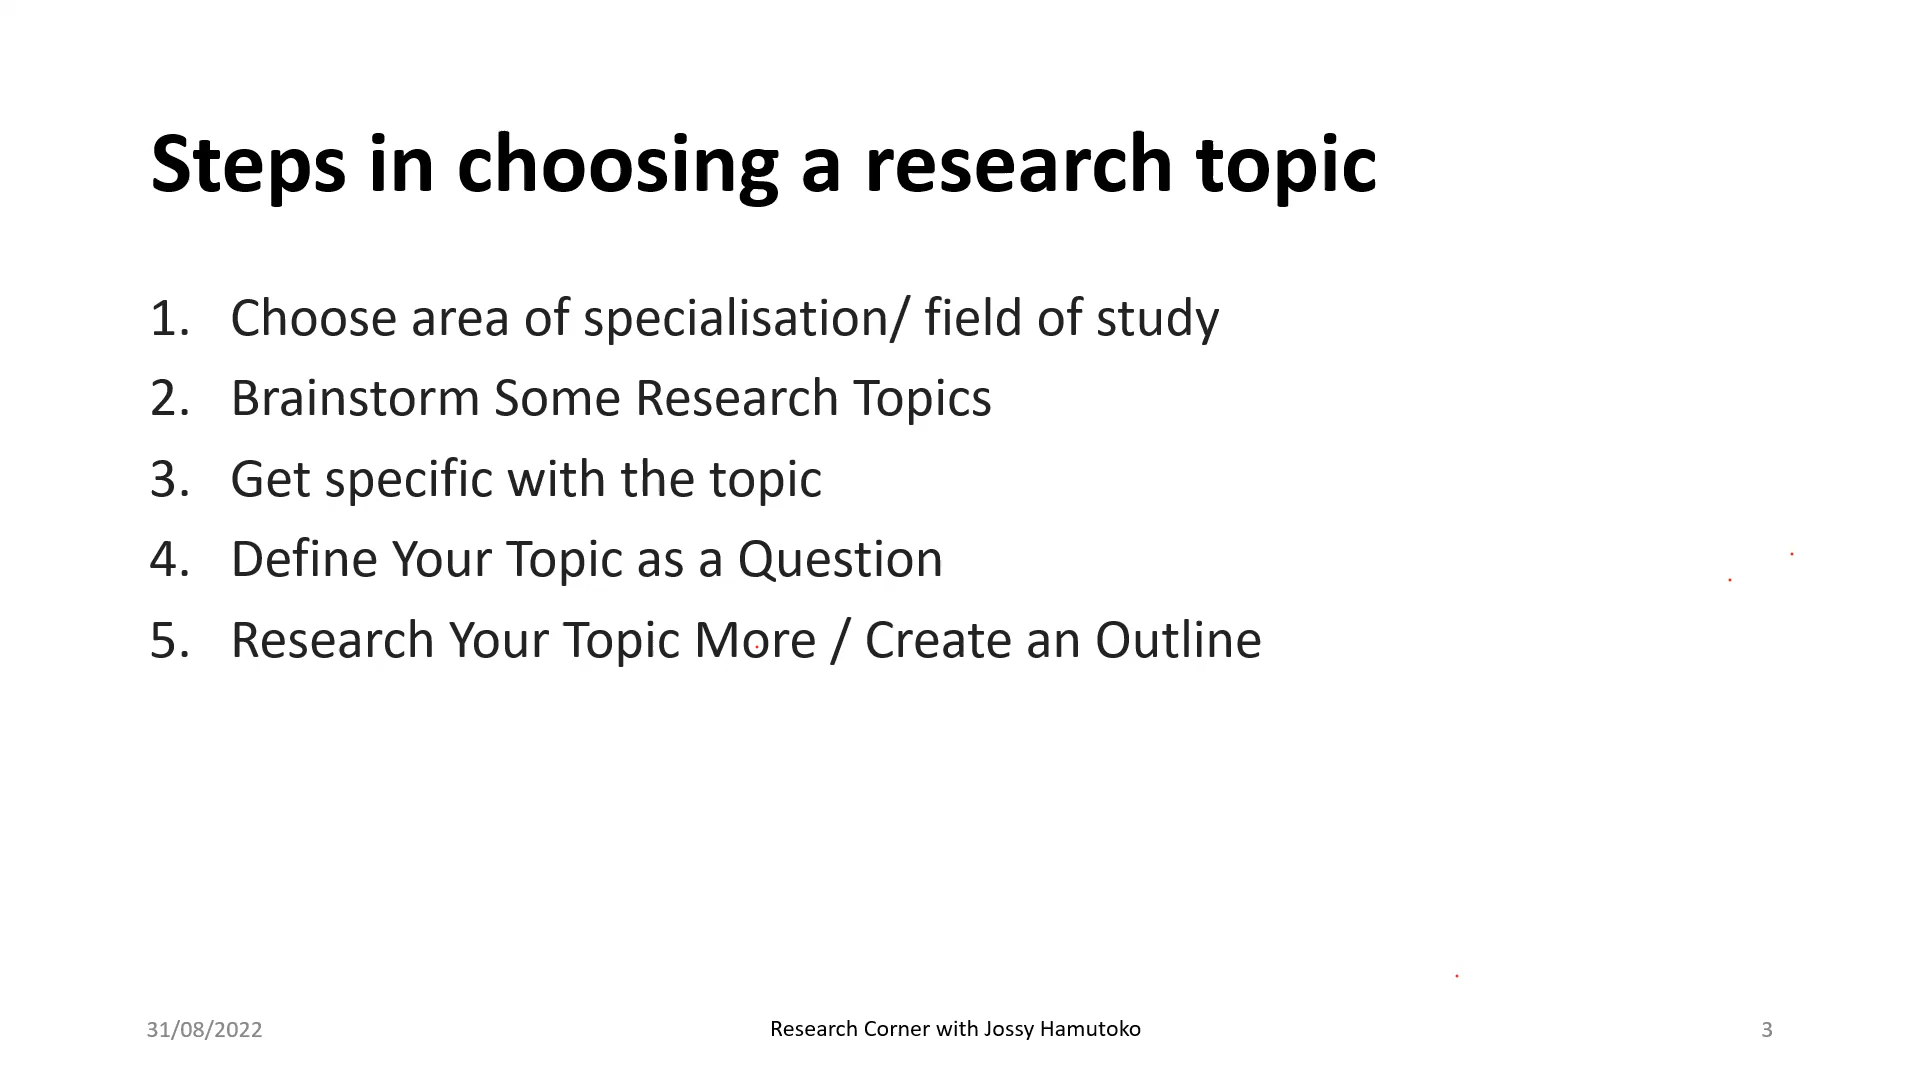 Steps in choosing a research topic
1. Choose area of specialisation/ field of study
2. Brainstorm Some Research Topics
3. Get specific with the topic
4. Define Your Topic as a Question
5. Research Your Topic More / Create an Outline
31/08/2022
Research Corner with Jossy Hamutoko
3